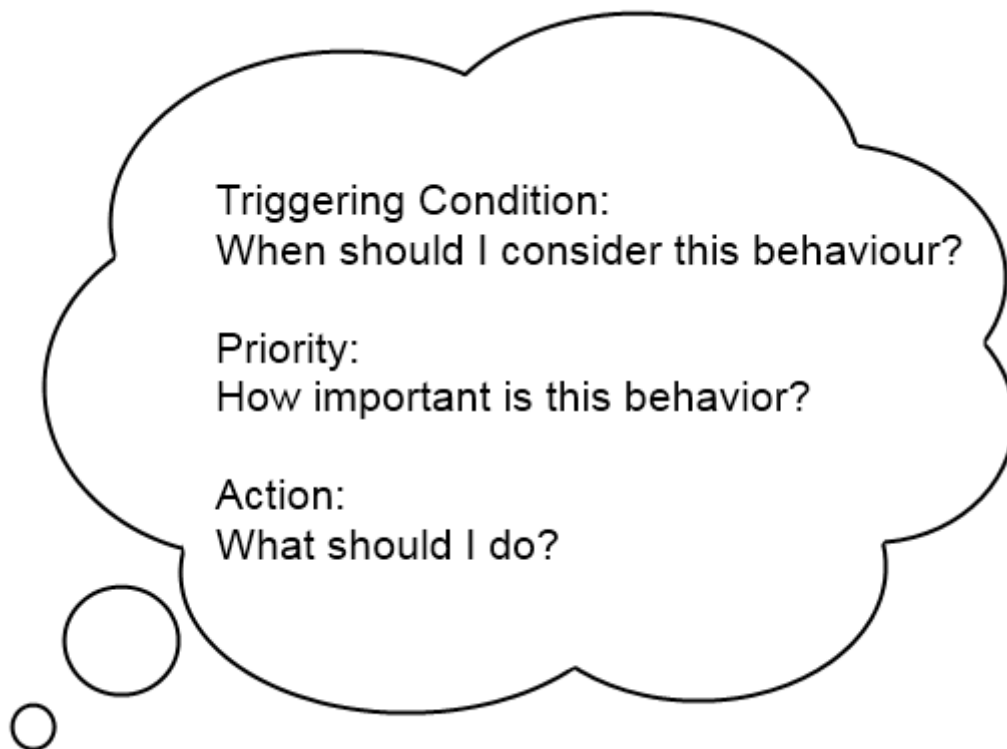 Triggering Condition:
When should I consider this behaviour?
Priority:
How important is this behavior?
Action:
What should I do?